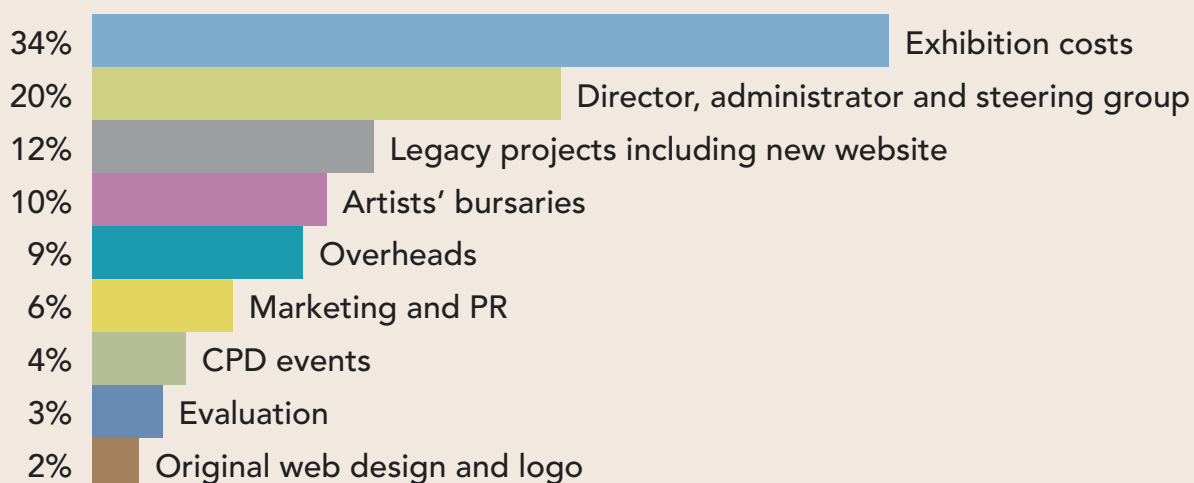 34% Exhibition costs
20% Director, administrator and steering group
12% Legacy projects including new website
10% Artists’ bursaries
9% Overheads
6% Marketing and PR
4% CPD events
3% Evaluation
2% Original web design and logo